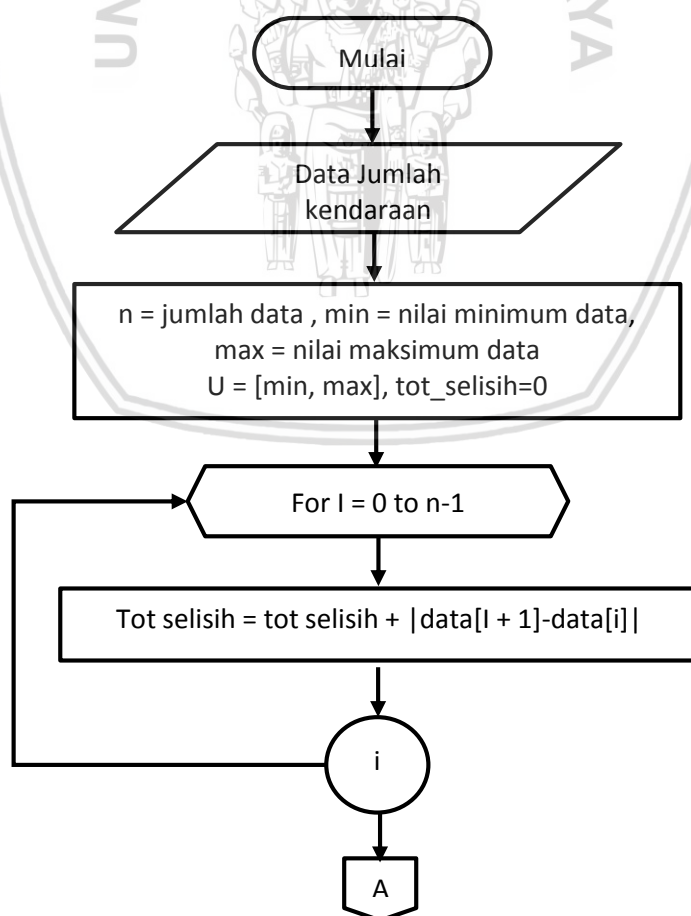 Mulai
Data Jumlah
kendaraan
n = jumlah data , min = nilai minimum data,
max = nilai maksimum data
U = [min, max], tot_selisih=0
For I = 0 to n-1
Tot selisih = tot selisih + |data[I + 1]-data[i]|
i
A